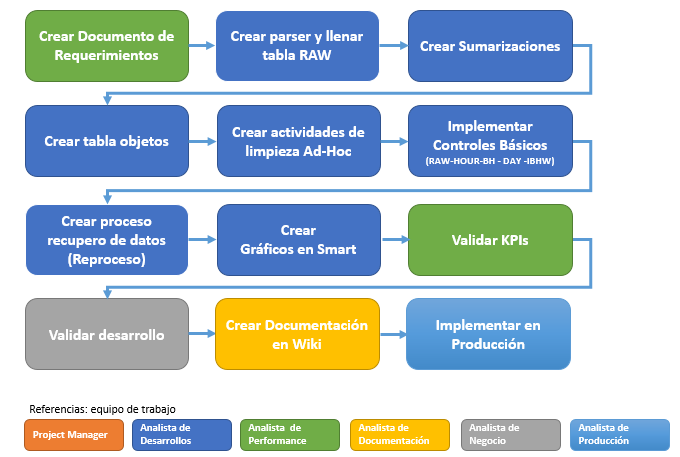 Crear Documento de
Requerimientos
Crear parser y llenar
tabla RAW
Crear Sumarizaciones
Crear tabla objetos
Crear actividades de
limpieza Ad-Hoc
Implementar
Controles Básicos
(RAW-HOUR-BH - DAY -IBHW)
Crear proceso
recupero de datos
(Reproceso)
Crear
Gráficos en Smart
Validar KPIs
Validar desarrollo
Crear Documentación
en Wiki
Implementar en
Producción
Referencias: equipo de trabajo
Project Manager
Analista de
Desarrollos
Analista de
Performance
Analista de
Documentación
Analista de
Negocio
Analista de
Producción